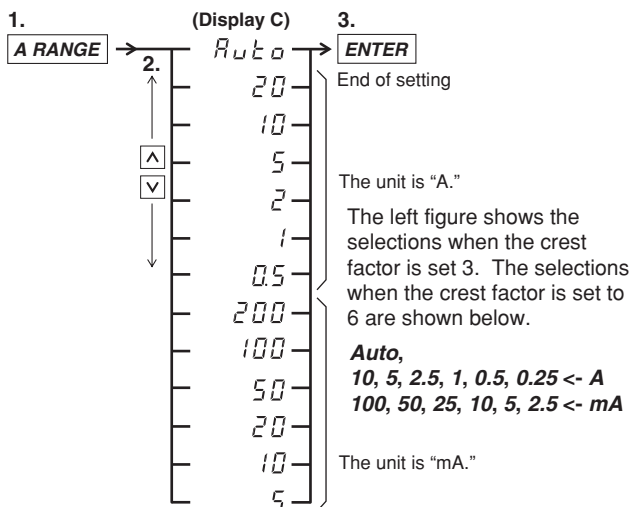 1.
(Display C)
3.
A RANGE
Auto
ENTER
2.
20
End of setting
10
5
The unit is “A.”
2
1
0.5
The left figure shows the
selections when the crest
factor is set 3. The selections
when the crest factor is set to
6 are shown below.
200
100
50
20
10
5
Auto,
10, 5, 2.5, 1, 0.5, 0.25 <- A
100, 50, 25, 10, 5, 2.5 <- mA
The unit is “mA.”